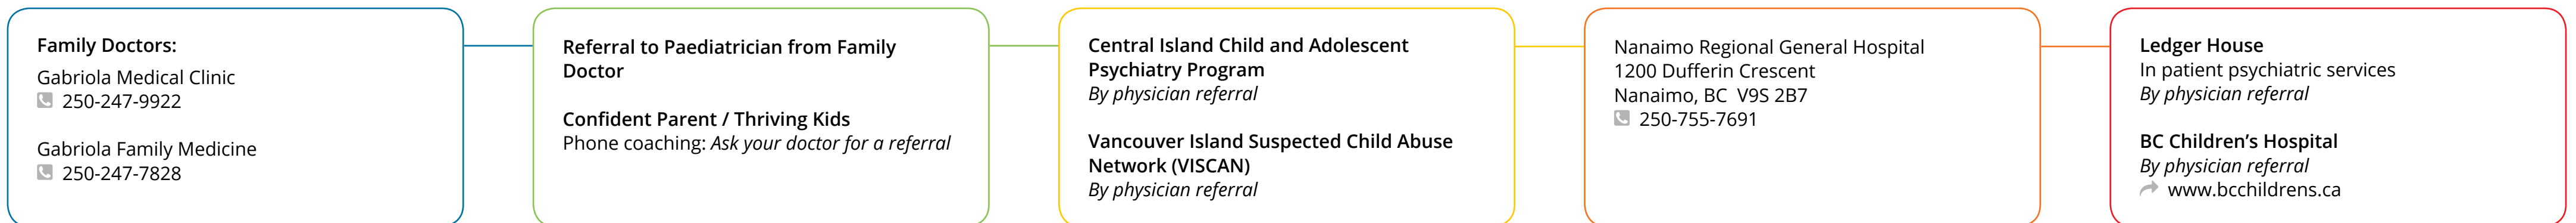 Family Doctors:
Gabriola Medical Clinic
250-247-9922
Gabriola Family Medicine
250-247-7828
Referral to Paediatrician from Family
Doctor
Confident Parent / Thriving Kids
Phone coaching: Ask your doctor for a referral
Central Island Child and Adolescent
Psychiatry Program
By physician referral
Vancouver Island Suspected Child Abuse
Network (VISCAN)
By physician referral
Nanaimo Regional General Hospital
1200 Dufferin Crescent
Nanaimo, BC  V9S 2B7
250-755-7691
Ledger House
In patient psychiatric services
By physician referral
BC Children’s Hospital
By physician referral
www.bcchildrens.ca